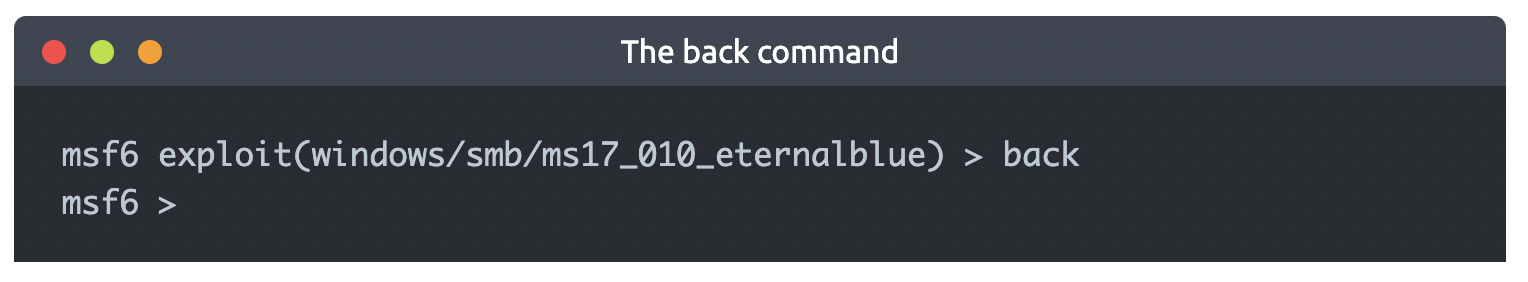 The back command
msf6 exploit(windows/smb/ms17_010_eternalblue) > back
msf6 >